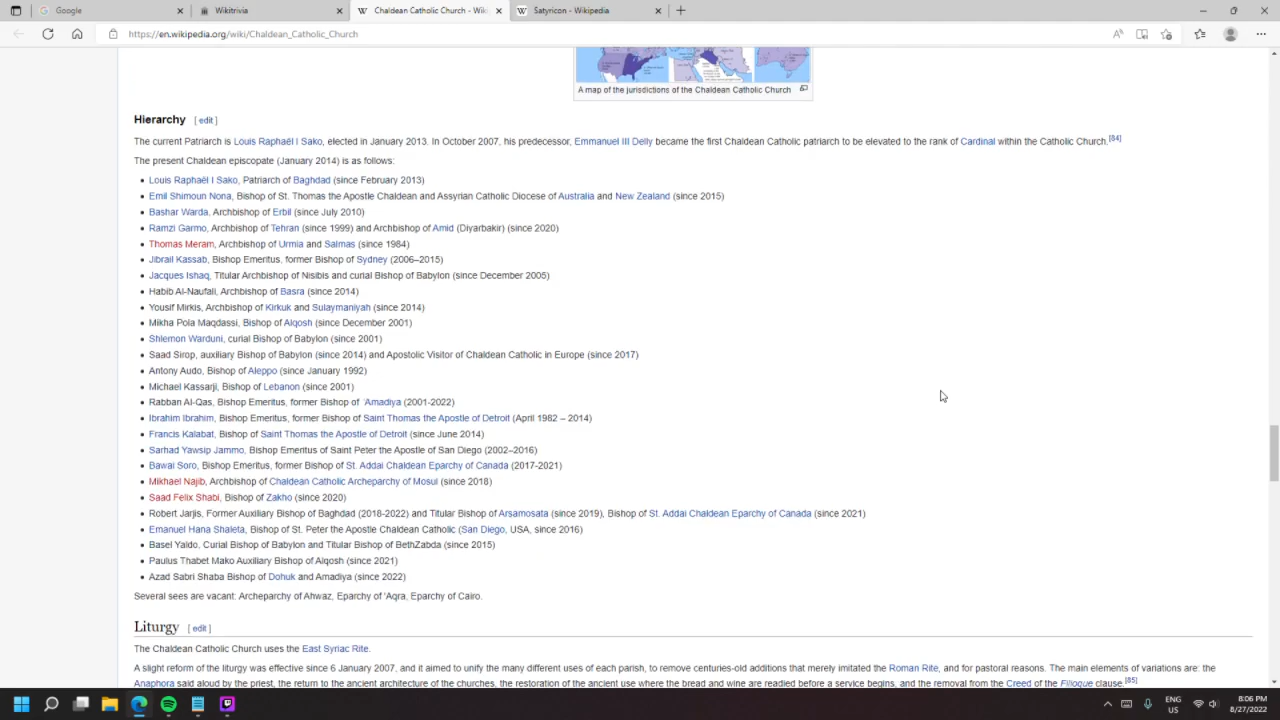 Google
Wikitrivia
Chaldean Catholic Church - Wiki
Satyricon - Wikipedia
https://en.wikipedia.org/wiki/Chaldean_Catholic_Church
A map of the jurisdictions of the Chaldean Catholic Church
Hierarchy [ edit ]
The current Patriarch is Louis Raphaël I Sako, elected in January 2013. In October 2007, his predecessor, Emmanuel III Delly became the first Chaldean Catholic patriarch to be elevated to the rank of Cardinal within the Catholic Church.[84]
The present Chaldean episcopate (January 2014) is as follows:
• Louis Raphaël I Sako, Patriarch of Baghdad (since February 2013)
• Emil Shimoun Nona, Bishop of St. Thomas the Apostle Chaldean and Assyrian Catholic Diocese of Australia and New Zealand (since 2015)
• Bashar Warda, Archbishop of Erbil (since July 2010)
• Ramzi Garmo, Archbishop of Tehran (since 1999) and Archbishop of Amid (Diyarbakir) (since 2020)
• Thomas Meram, Archbishop of Urmia and Salmas (since 1984)
• Jibrail Kassab, Bishop Emeritus, former Bishop of Sydney (2006–2015)
• Jacques Ishaq, Titular Archbishop of Nisibis and curial Bishop of Babylon (since December 2005)
• Habib Al-Naufali, Archbishop of Basra (since 2014)
• Yousif Mirkis, Archbishop of Kirkuk and Sulaymaniyah (since 2014)
• Mikha Pola Maqdassi, Bishop of Alqosh (since December 2001)
• Shlemon Warduni, curial Bishop of Babylon (since 2001)
• Saad Sirop, auxiliary Bishop of Babylon (since 2014) and Apostolic Visitor of Chaldean Catholic in Europe (since 2017)
• Antony Audo, Bishop of Aleppo (since January 1992)
• Michael Kassarji, Bishop of Lebanon (since 2001)
• Rabban Al-Qas, Bishop Emeritus, former Bishop of ʿAmadiya (2001-2022)
• Ibrahim Ibrahim, Bishop Emeritus, former Bishop of Saint Thomas the Apostle of Detroit (April 1982 – 2014)
• Francis Kalabat, Bishop of Saint Thomas the Apostle of Detroit (since June 2014)
• Sarhad Yawsip Jammo, Bishop Emeritus of Saint Peter the Apostle of San Diego (2002–2016)
• Bawai Soro, Bishop Emeritus, former Bishop of St. Addai Chaldean Eparchy of Canada (2017-2021)
• Mikhael Najib, Archbishop of Chaldean Catholic Archeparchy of Mosul (since 2018)
• Saad Felix Shabi, Bishop of Zakho (since 2020)
• Robert Jarjis, Former Auxiliary Bishop of Baghdad (2018-2022) and Titular Bishop of Arsamosata (since 2019), Bishop of St. Addai Chaldean Eparchy of Canada (since 2021)
• Emanuel Hana Shaleta, Bishop of St. Peter the Apostle Chaldean Catholic (San Diego, USA, since 2016)
• Basel Yaldo, Curial Bishop of Babylon and Titular Bishop of BethZabda (since 2015)
• Paulus Thabet Mako Auxiliary Bishop of Alqosh (since 2021)
• Azad Sabri Shaba Bishop of Dohuk and Amadiya (since 2022)
Several sees are vacant: Archeparchy of Ahwaz, Eparchy of 'Aqra, Eparchy of Cairo.
Liturgy [ edit ]
The Chaldean Catholic Church uses the East Syriac Rite.
A slight reform of the liturgy was effective since 6 January 2007, and it aimed to unify the many different uses of each parish, to remove centuries-old additions that merely imitated the Roman Rite, and for pastoral reasons. The main elements of variations are: the
Anaphora said aloud by the priest, the return to the ancient architecture of the churches, the restoration of the ancient use where the bread and wine are readied before a service begins, and the removal from the Creed of the Filioque clause.[85]
ENG
US
8:06 PM
8/27/2022